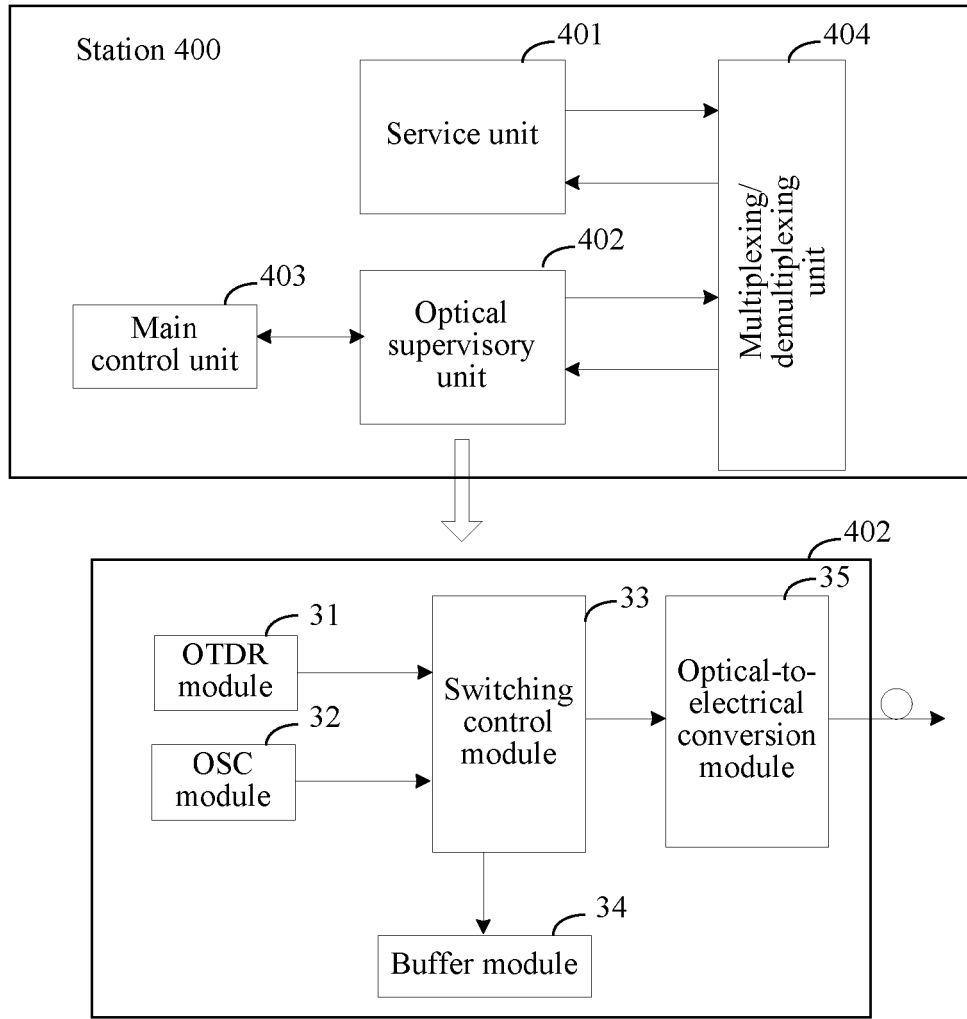 Station 400
401
404
Service unit
Multiplexing/
demultiplexing
unit
402
403
Main
control unit
Optical
supervisory
unit
402
31
33
35
OTDR
module
Switching
control
module
Optical-to-
electrical
conversion
module
32
OSC
module
34
Buffer module